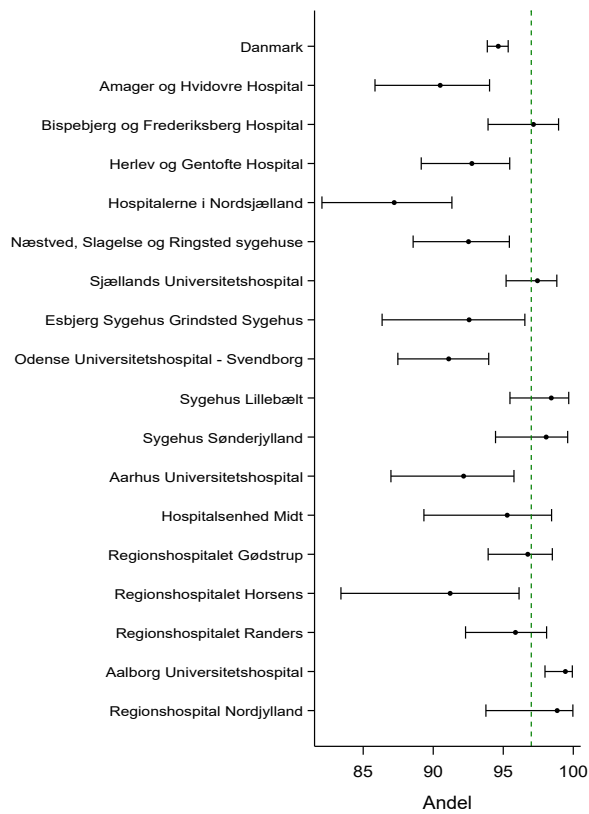 Danmark
Amager og Hvidovre Hospital
Bispebjerg og Frederiksberg Hospital
Herlev og Gentofte Hospital
Hospitalerne i Nordsjælland
Næstved, Slagelse og Ringsted sygehuse
Sjællands Universitetshospital
Esbjerg Sygehus Grindsted Sygehus
Odense Universitetshospital - Svendborg
Sygehus Lillebælt
Sygehus Sønderjylland
Aarhus Universitetshospital
Hospitalsenhed Midt
Regionshospitalet Gødstrup
Regionshospitalet Horsens
Regionshospitalet Randers
Aalborg Universitetshospital
Regionshospital Nordjylland
85 90 95 100
Andel